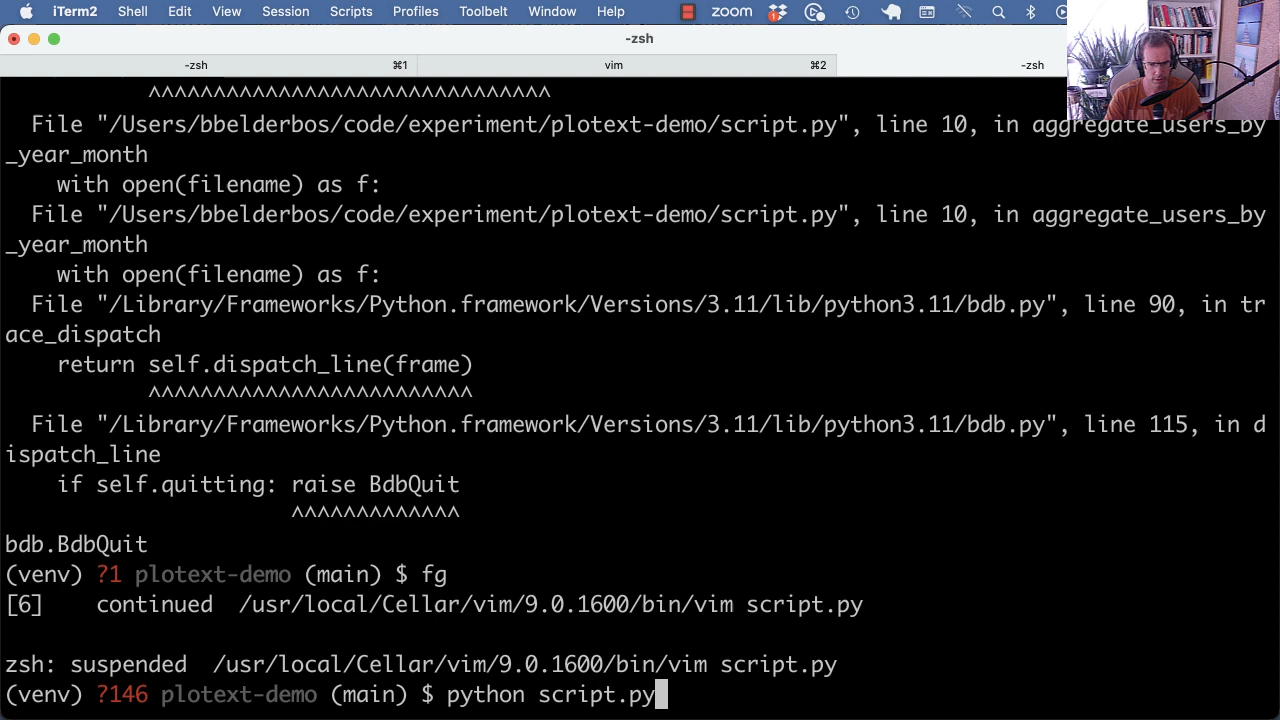 iTerm2 Shell Edit View Session Scripts Profiles Toolbelt Window Help zoom 1
-zsh
-zsh ⌘1 vim ⌘2 -zsh
^^^^^^^^^^^^^^^^^^^^^^^^^^^^^^^
File "/Users/bbelderbos/code/experiment/plotext-demo/script.py", line 10, in aggregate_users_by
_year_month
with open(filename) as f:
File "/Users/bbelderbos/code/experiment/plotext-demo/script.py", line 10, in aggregate_users_by
_year_month
with open(filename) as f:
File "/Library/Frameworks/Python.framework/Versions/3.11/lib/python3.11/bdb.py", line 90, in tr
ace_dispatch
return self.dispatch_line(frame)
^^^^^^^^^^^^^^^^^^^^^^^^^
File "/Library/Frameworks/Python.framework/Versions/3.11/lib/python3.11/bdb.py", line 115, in d
ispatch_line
if self.quitting: raise BdbQuit
^^^^^^^^^^^^^
bdb.BdbQuit
(venv) ?1 plotext-demo (main) $ fg
[6] continued /usr/local/Cellar/vim/9.0.1600/bin/vim script.py
zsh: suspended /usr/local/Cellar/vim/9.0.1600/bin/vim script.py
(venv) ?146 plotext-demo (main) $ python script.py